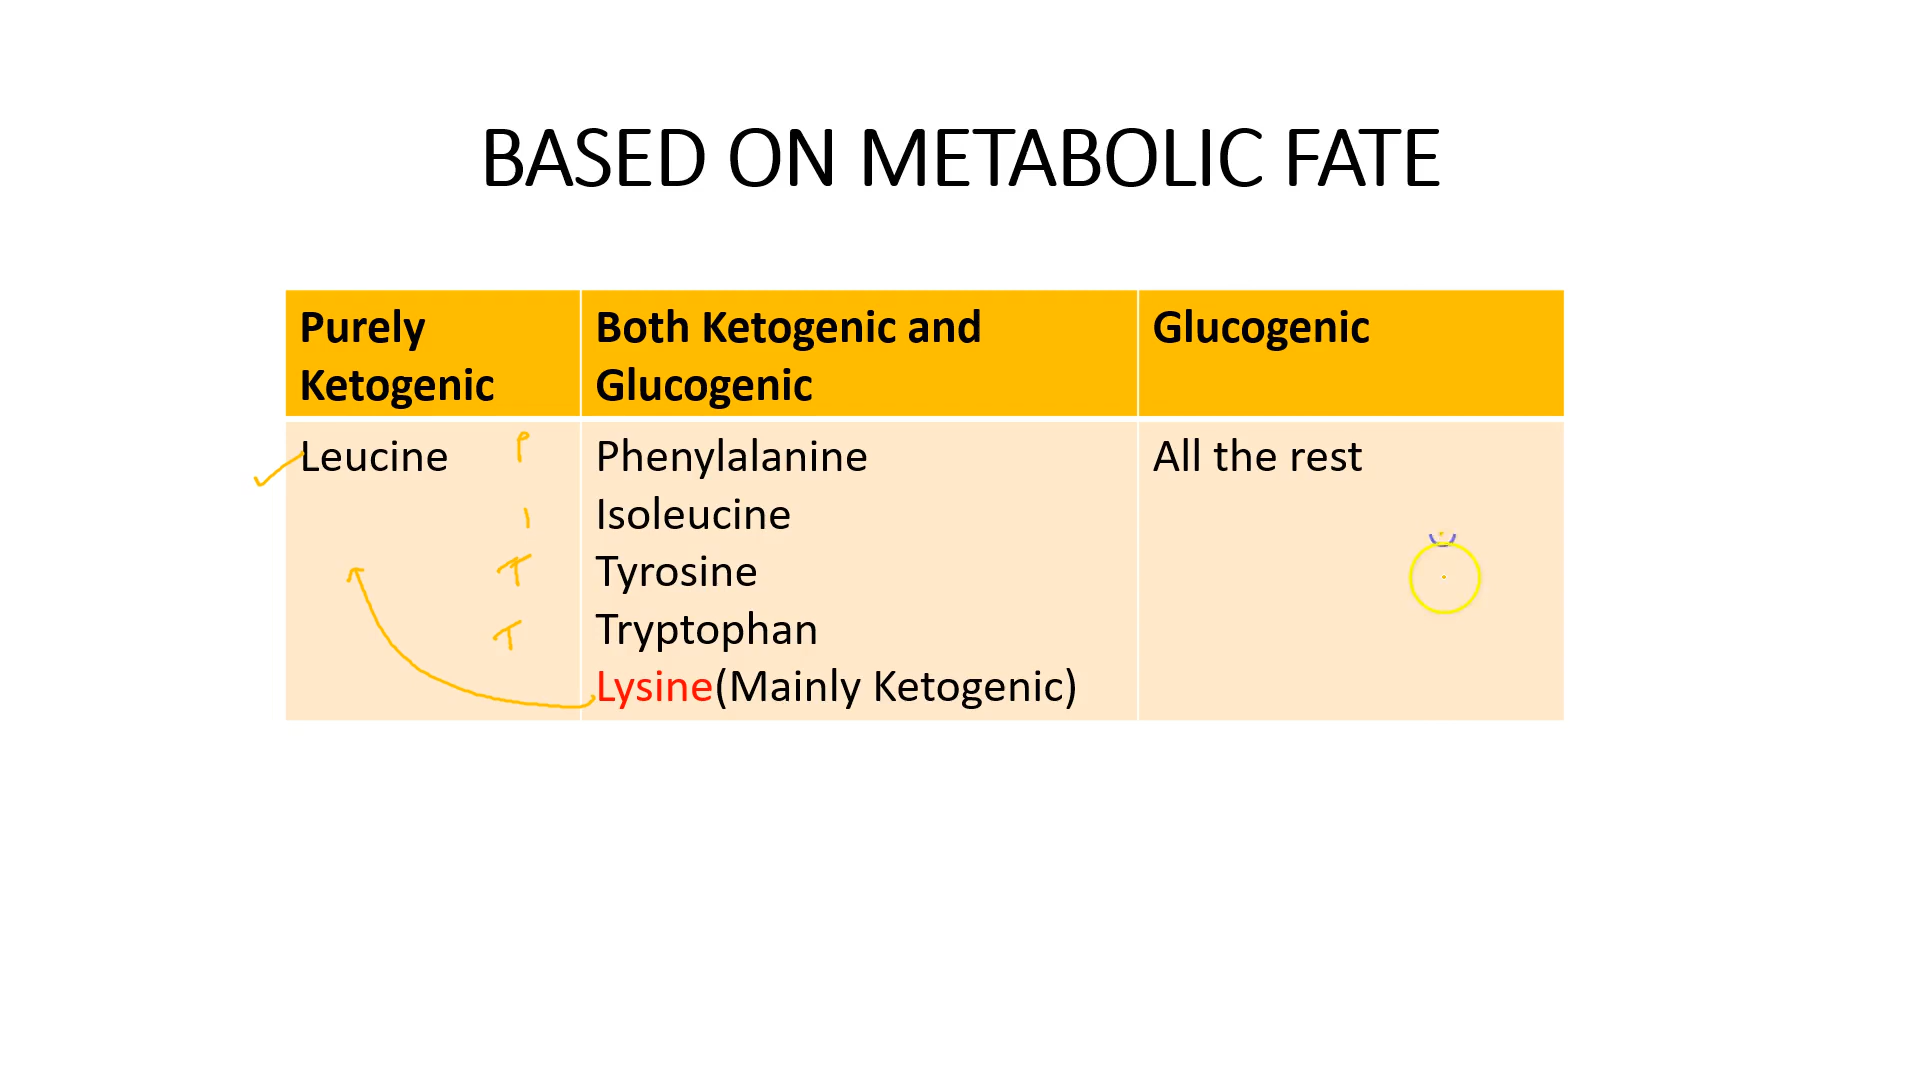 BASED ON METABOLIC FATE
Purely
Ketogenic
Both Ketogenic and
Glucogenic
Glucogenic
Leucine
P
Phenylalanine
I
Isoleucine
T
Tyrosine
T
Tryptophan
Lysine(Mainly Ketogenic)
All the rest